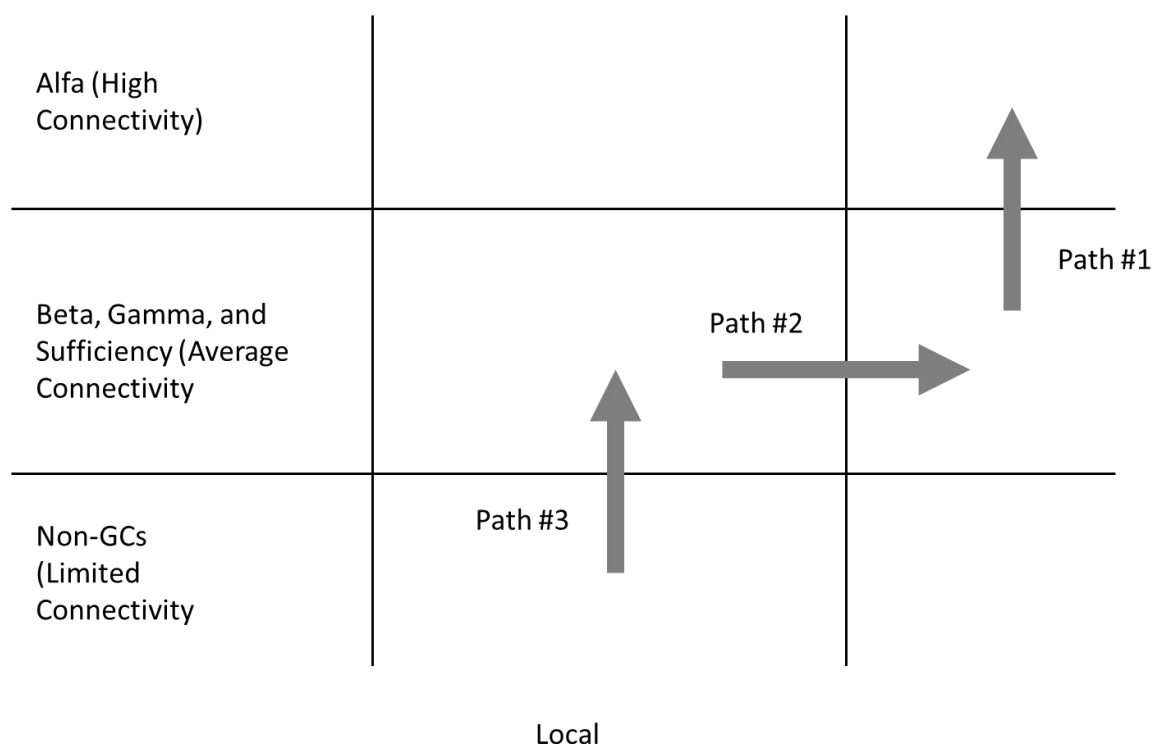 Alfa (High
Connectivity)
Path #1
Beta, Gamma, and
Sufficiency (Average
Connectivity
Path #2
Path #3
Non-GCs
(Limited
Connectivity
Local